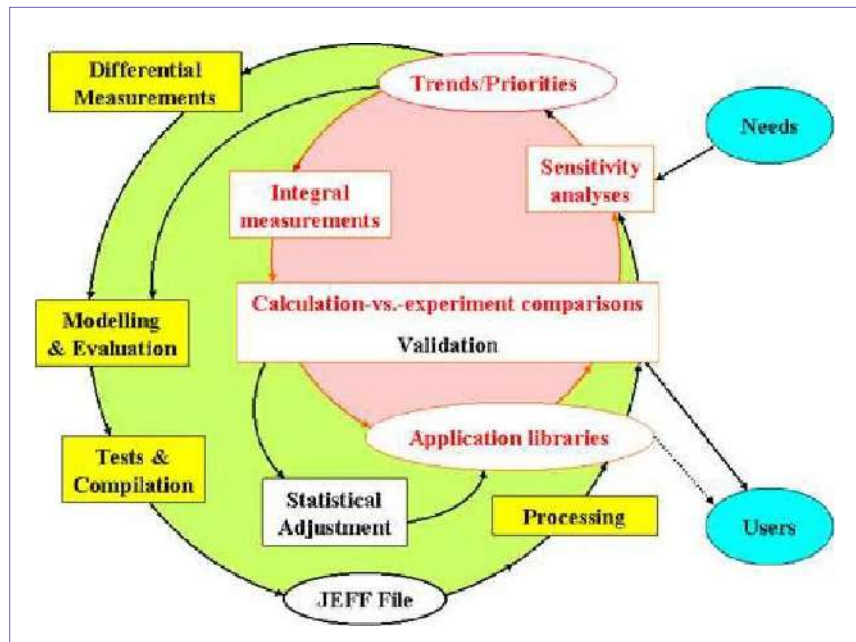 Differential
Measurements
Trends/Priorities
Needs
Sensitivity
analyses
Integral
measurements
Calculation-vs.-experiment comparisons
Validation
Modelling
& Evaluation
Application libraries
Tests &
Compilation
Statistical
Adjustment
Processing
Users
JEFF File